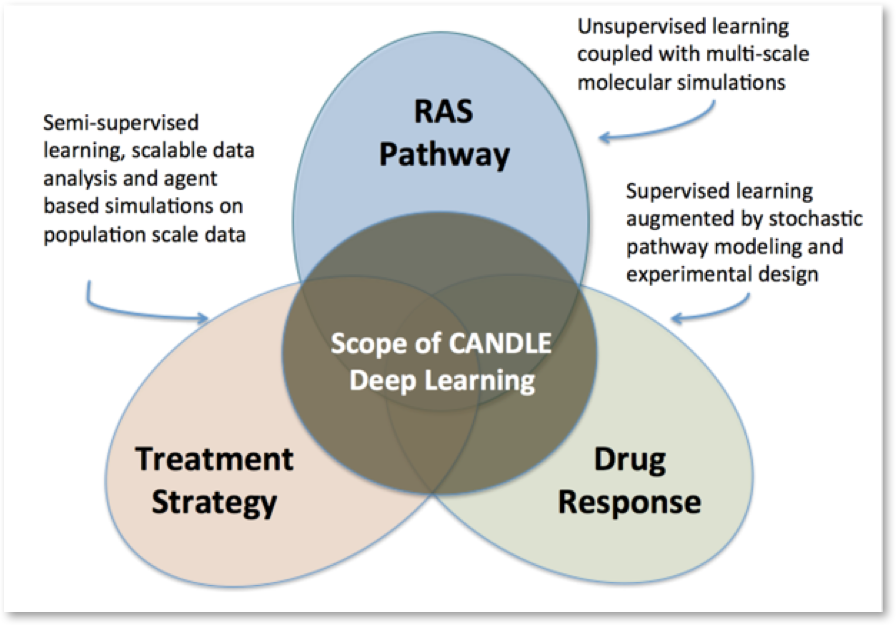 Unsupervised learning
coupled with multi-scale
molecular simulations
RAS
Pathway
Semi-supervised
learning, scalable data
analysis and agent
based simulations on
population scale data
Supervised learning
augmented by stochastic
pathway modeling and
experimental design
Scope of CANDLE
Deep Learning
Treatment
Strategy
Drug
Response